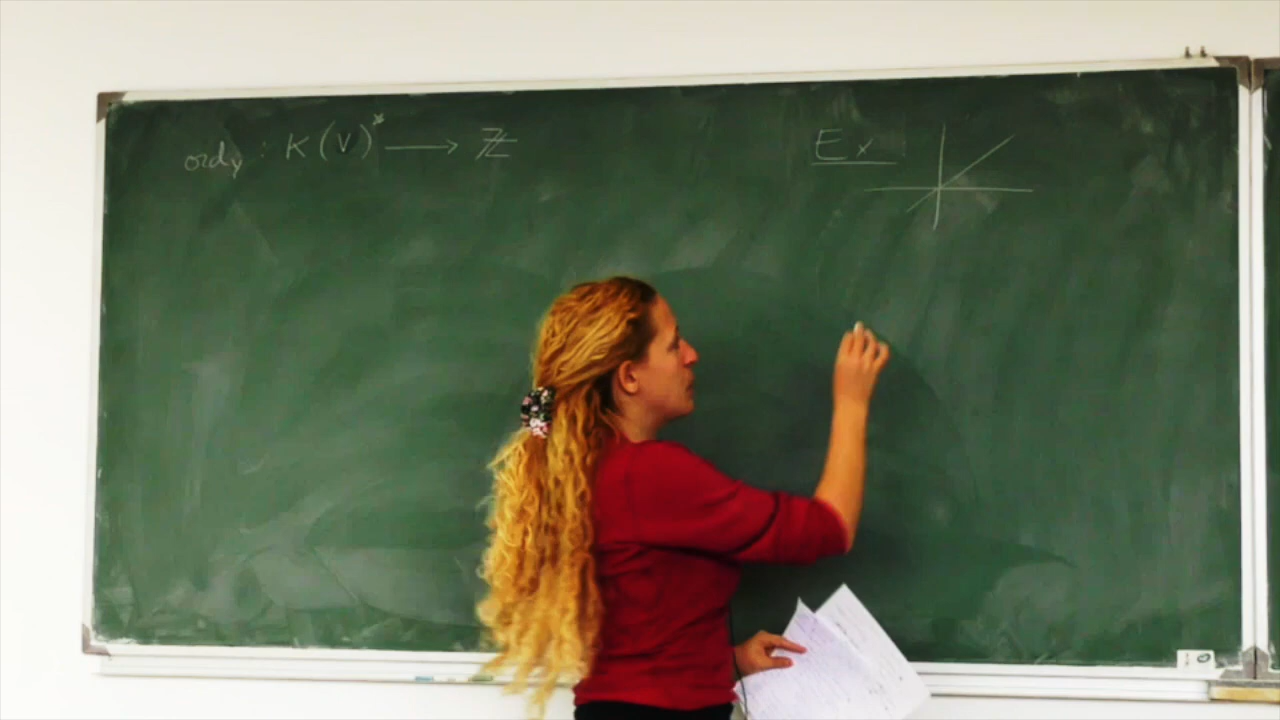 ord_Y : K(V)^* → ℤ
Ex